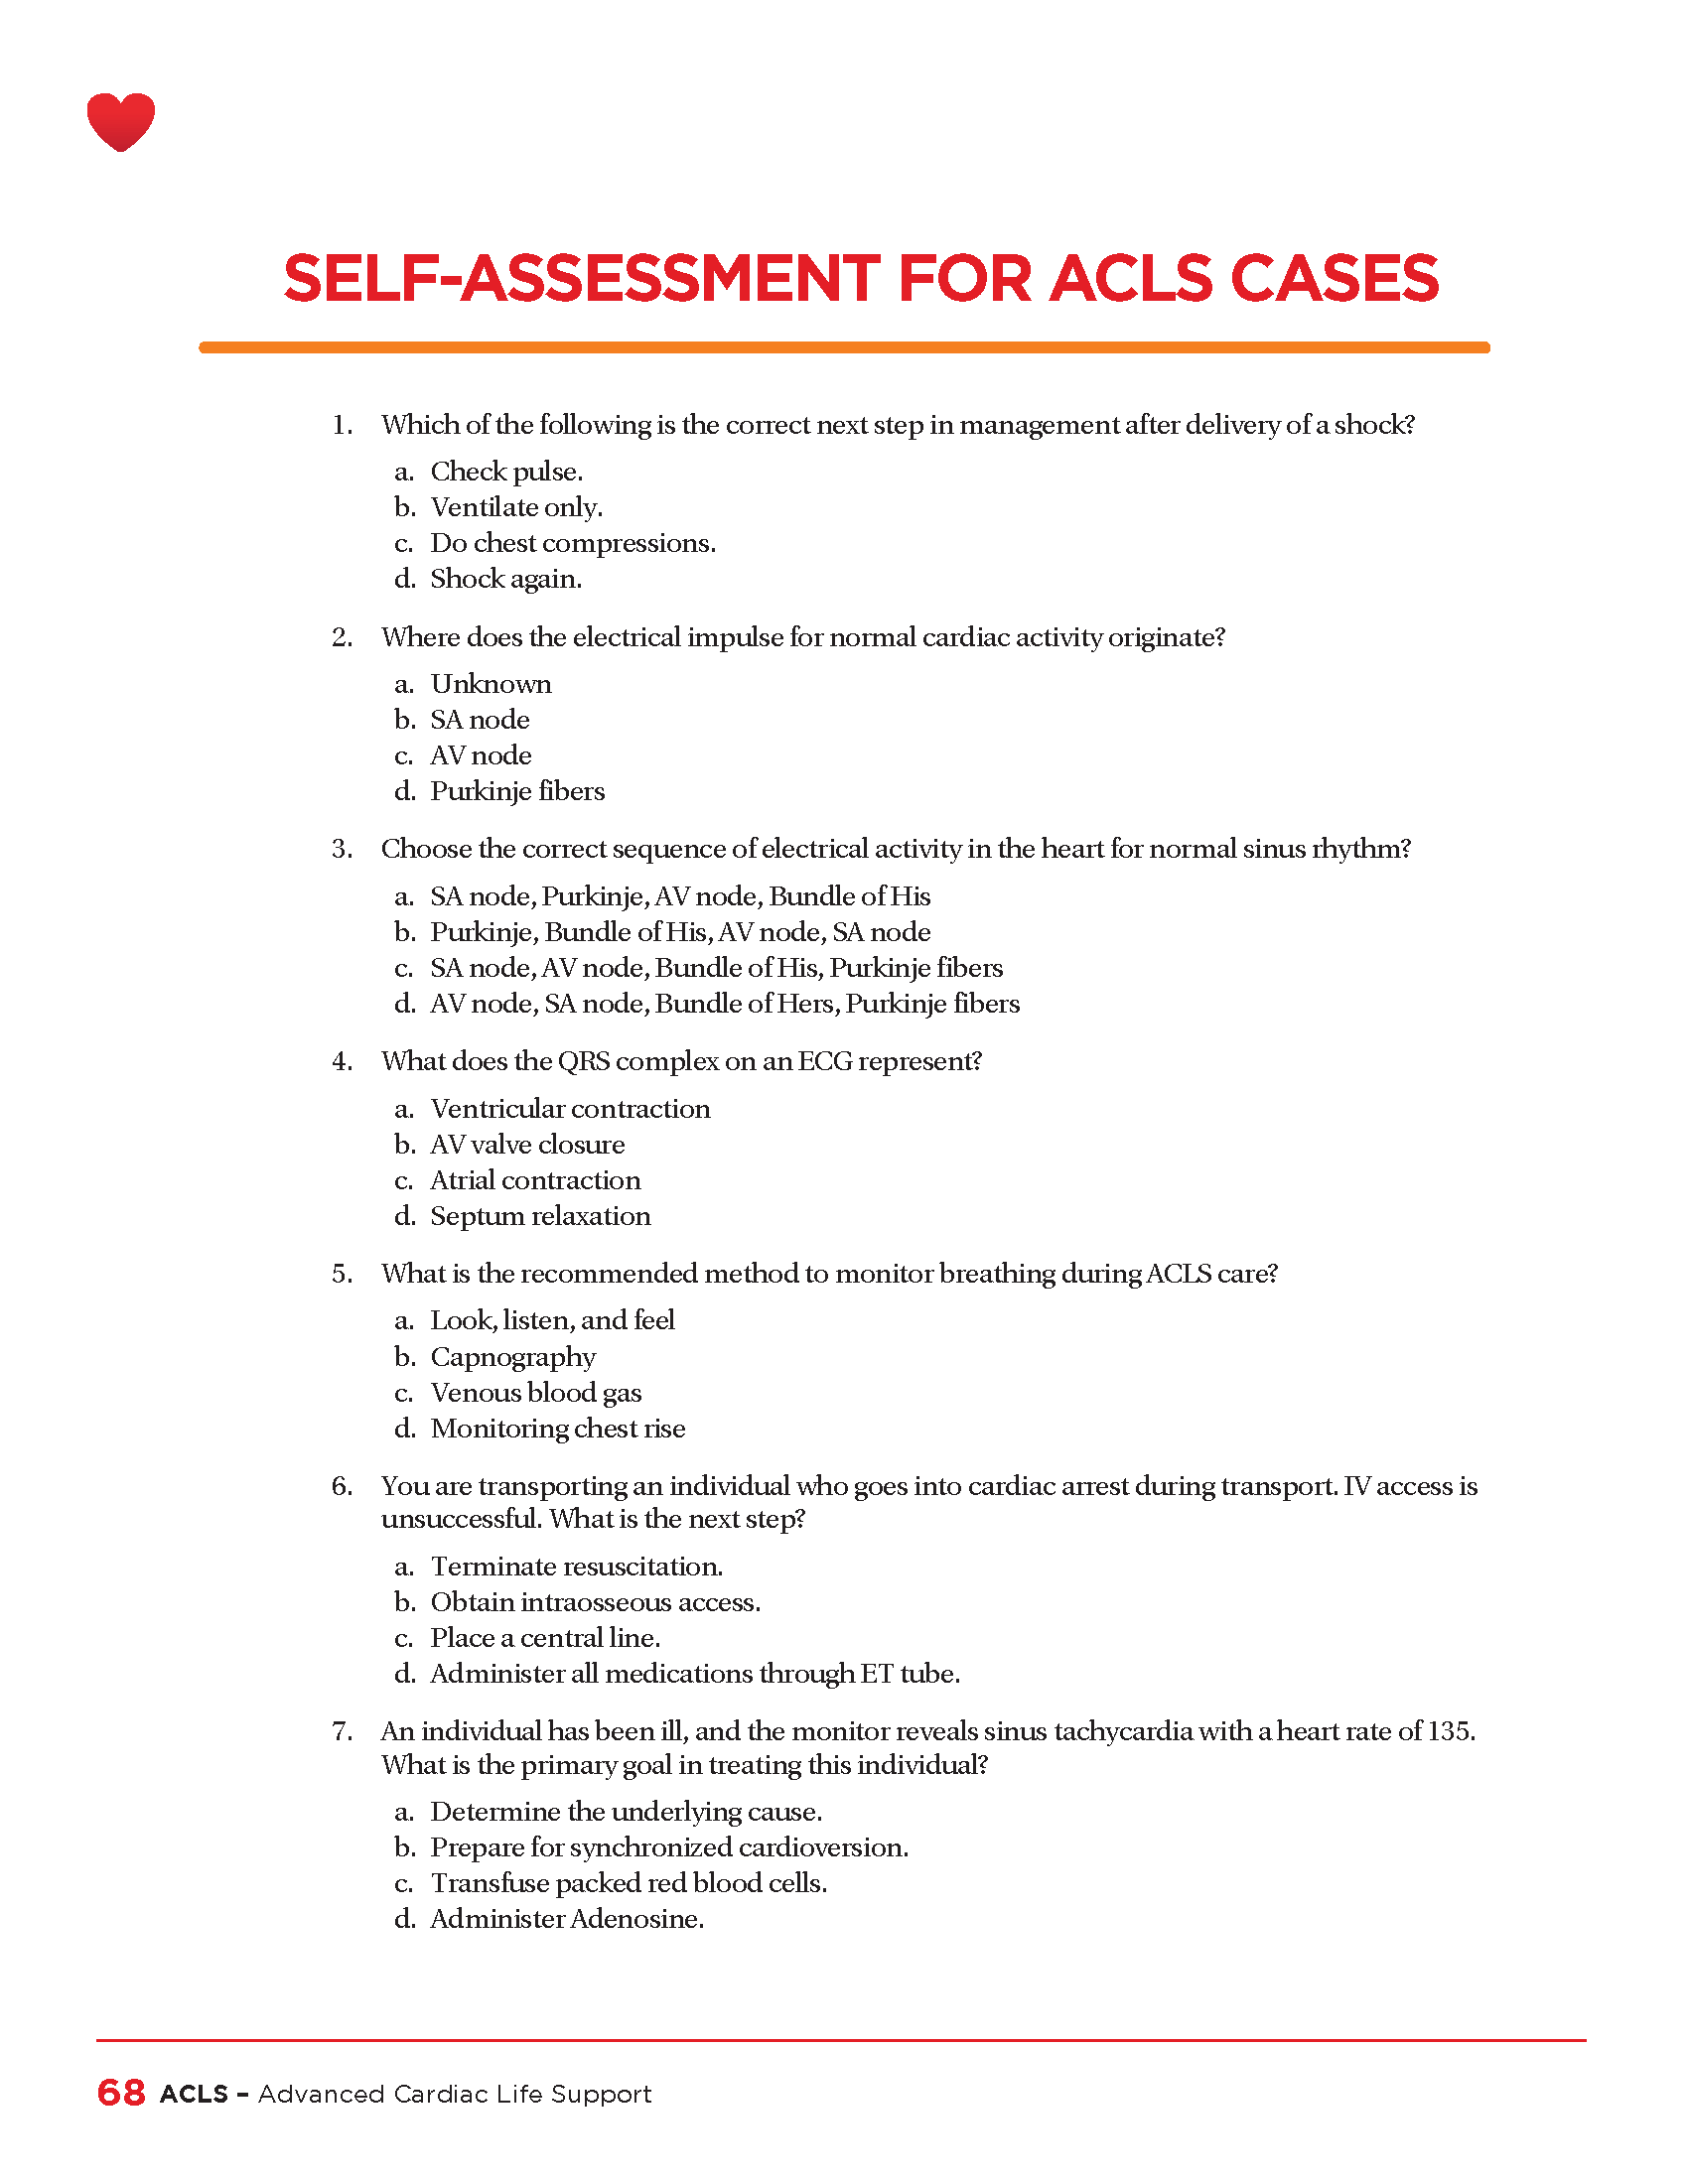 SELF-ASSESSMENT FOR ACLS CASES
1. Which of the following is the correct next step in management after delivery of a shock?
a. Check pulse.
b. Ventilate only.
c. Do chest compressions.
d. Shock again.
2. Where does the electrical impulse for normal cardiac activity originate?
a. Unknown
b. SA node
c. AV node
d. Purkinje fibers
3. Choose the correct sequence of electrical activity in the heart for normal sinus rhythm?
a. SA node, Purkinje, AV node, Bundle of His
b. Purkinje, Bundle of His, AV node, SA node
c. SA node, AV node, Bundle of His, Purkinje fibers
d. AV node, SA node, Bundle of Hers, Purkinje fibers
4. What does the QRS complex on an ECG represent?
a. Ventricular contraction
b. AV valve closure
c. Atrial contraction
d. Septum relaxation
5. What is the recommended method to monitor breathing during ACLS care?
a. Look, listen, and feel
b. Capnography
c. Venous blood gas
d. Monitoring chest rise
6. You are transporting an individual who goes into cardiac arrest during transport. IV access is
unsuccessful. What is the next step?
a. Terminate resuscitation.
b. Obtain intraosseous access.
c. Place a central line.
d. Administer all medications through ET tube.
7. An individual has been ill, and the monitor reveals sinus tachycardia with a heart rate of 135.
What is the primary goal in treating this individual?
a. Determine the underlying cause.
b. Prepare for synchronized cardioversion.
c. Transfuse packed red blood cells.
d. Administer Adenosine.
68 ACLS – Advanced Cardiac Life Support